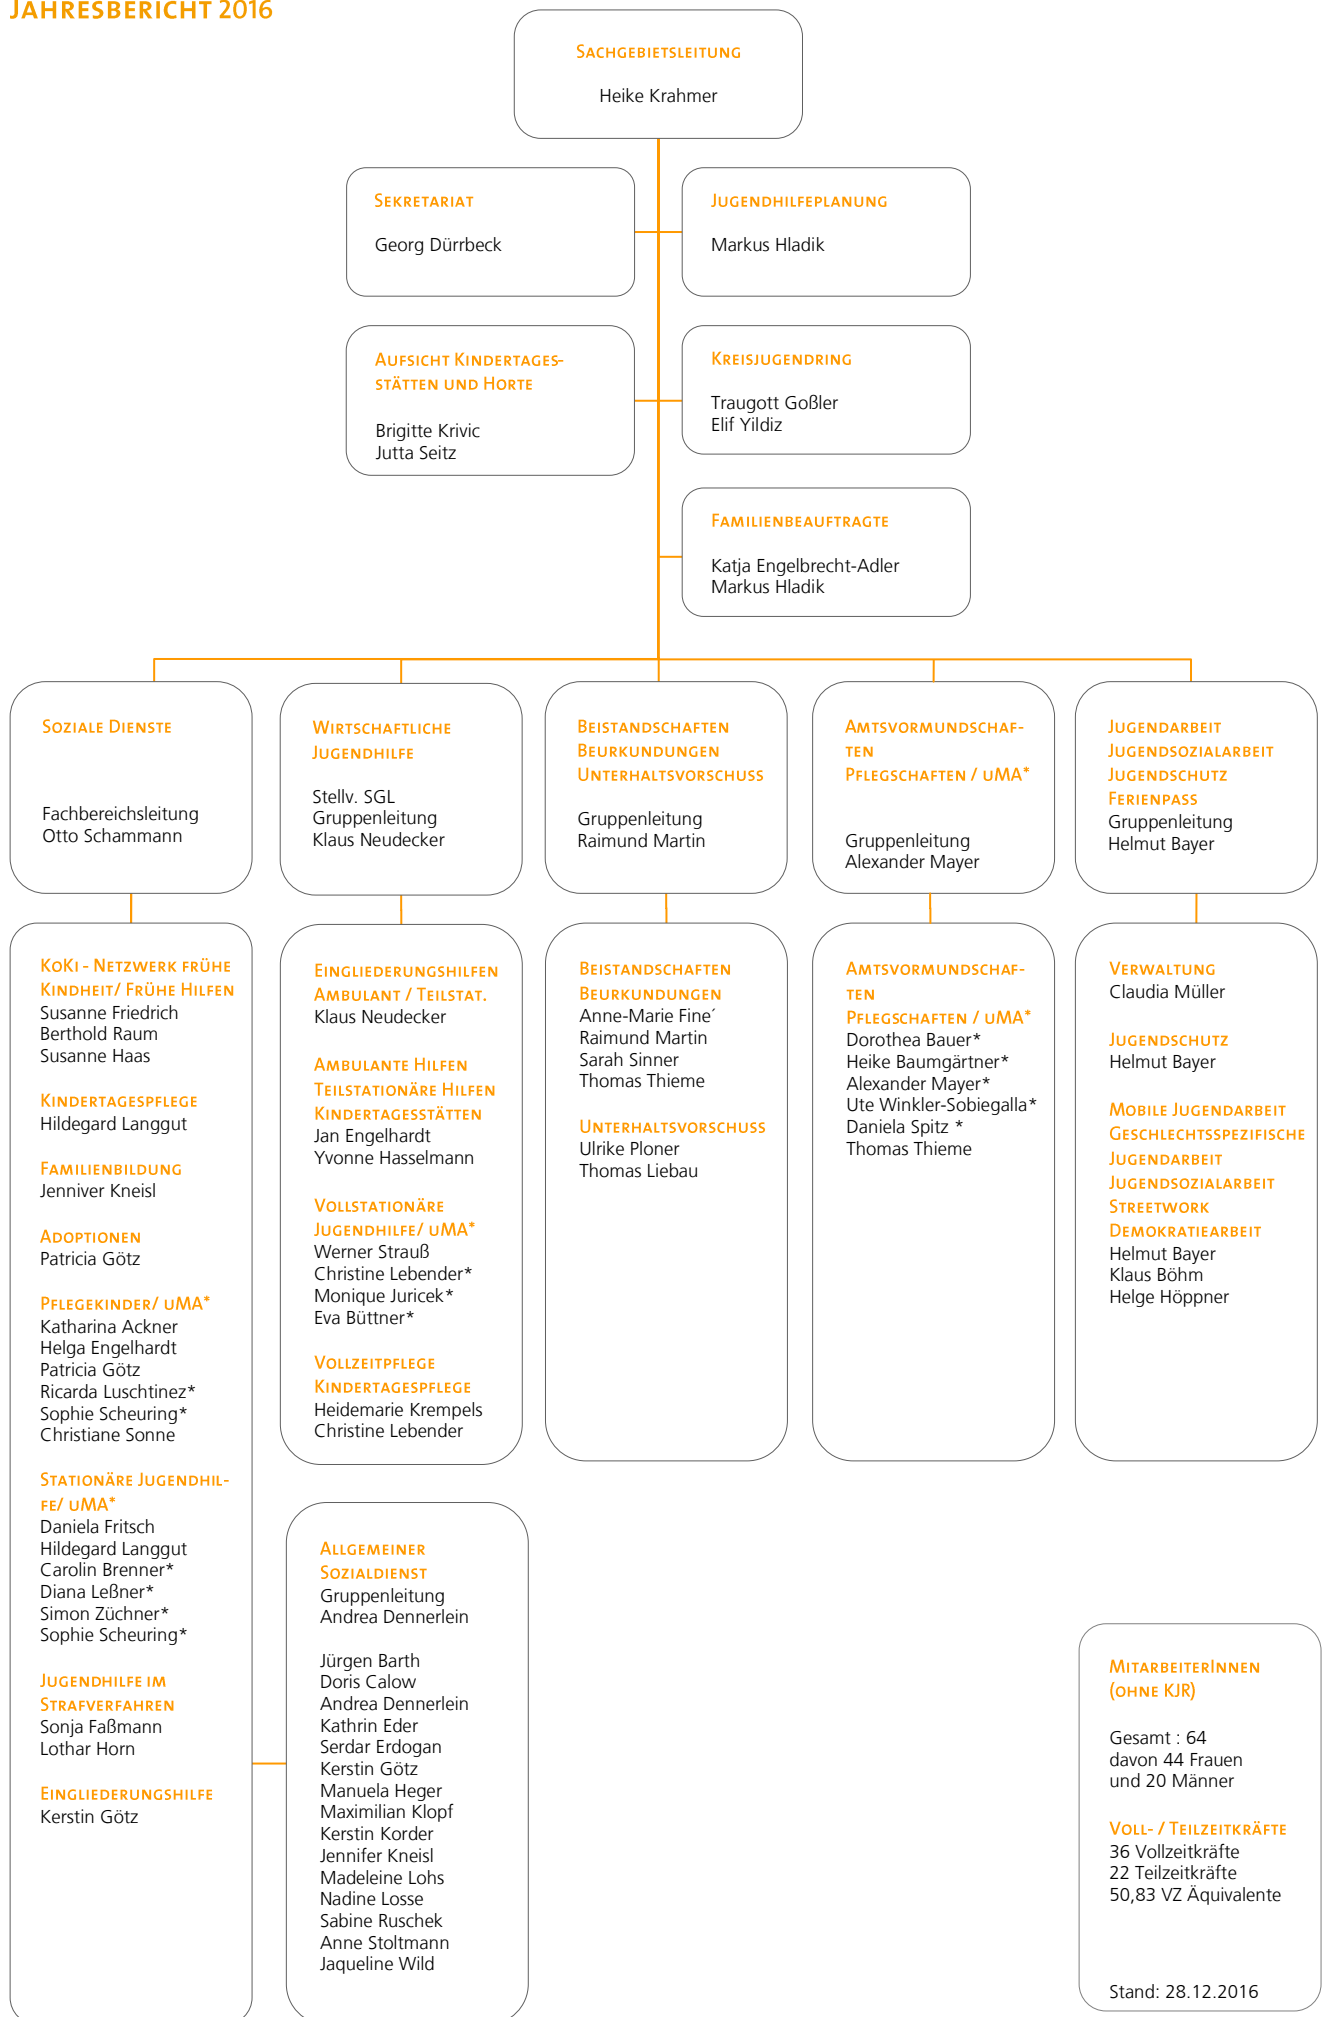 JAHRESBERICHT 2016
SACHGEBIETSLEITUNG
Heike Krahmer
SEKRETARIAT
Georg Dürrbeck
JUGENDHILFEPLANUNG
Markus Hladik
AUFSICHT KINDERTAGES-
STÄTTEN UND HORTE
Brigitte Krivic
Jutta Seitz
KREISJUGENDRING
Traugott Goßler
Elif Yildiz
FAMILIENBEAUFTRAGTE
Katja Engelbrecht-Adler
Markus Hladik
SOZIALE DIENSTE
Fachbereichsleitung
Otto Schammann
WIRTSCHAFTLICHE
JUGENDHILFE
Stellv. SGL
Gruppenleitung
Klaus Neudecker
BEISTANDSCHAFTEN
BEURKUNDUNGEN
UNTERHALTSVORSCHUSS
Gruppenleitung
Raimund Martin
AMTSVORMUNDSCHAF-
TEN
PFLEGSCHAFTEN / UMA*
Gruppenleitung
Alexander Mayer
JUGENDARBEIT
JUGENDSOZIALARBEIT
JUGENDSCHUTZ
FERIENPASS
Gruppenleitung
Helmut Bayer
KOKI - NETZWERK FRÜHE
KINDHEIT/ FRÜHE HILFEN
Susanne Friedrich
Berthold Raum
Susanne Haas
KINDERTAGESPFLEGE
Hildegard Langgut
FAMILIENBILDUNG
Jenniver Kneisl
ADOPTIONEN
Patricia Götz
PFLEGEKINDER/ UMA*
Katharina Ackner
Helga Engelhardt
Patricia Götz
Ricarda Luschtinez*
Sophie Scheuring*
Christiane Sonne
STATIONÄRE JUGENDHIL-
FE/ UMA*
Daniela Fritsch
Hildegard Langgut
Carolin Brenner*
Diana Leßner*
Simon Züchner*
Sophie Scheuring*
JUGENDHILFE IM
STRAFVERFAHREN
Sonja Faßmann
Lothar Horn
EINGLIEDERUNGSHILFE
Kerstin Götz
EINGLIEDERUNGSHILFEN
AMBULANT / TEILSTAT.
Klaus Neudecker
AMBULANTE HILFEN
TEILSTATIONÄRE HILFEN
KINDERTAGESSTÄTTEN
Jan Engelhardt
Yvonne Hasselmann
VOLLSTATIONÄRE
JUGENDHILFE/ UMA*
Werner Strauß
Christine Lebender*
Monique Juricek*
Eva Büttner*
VOLLZEITPFLEGE
KINDERTAGESPFLEGE
Heidemarie Krempels
Christine Lebender
BEISTANDSCHAFTEN
BEURKUNDUNGEN
Anne-Marie Fine´
Raimund Martin
Sarah Sinner
Thomas Thieme
UNTERHALTSVORSCHUSS
Ulrike Ploner
Thomas Liebau
AMTSVORMUNDSCHAF-
TEN
PFLEGSCHAFTEN / UMA*
Dorothea Bauer*
Heike Baumgärtner*
Alexander Mayer*
Ute Winkler-Sobiegalla*
Daniela Spitz *
Thomas Thieme
VERWALTUNG
Claudia Müller
JUGENDSCHUTZ
Helmut Bayer
MOBILE JUGENDARBEIT
GESCHLECHTSSPEZIFISCHE
JUGENDARBEIT
JUGENDSOZIALARBEIT
STREETWORK
DEMOKRATIEARBEIT
Helmut Bayer
Klaus Böhm
Helge Höppner
ALLGEMEINER
SOZIALDIENST
Gruppenleitung
Andrea Dennerlein
Jürgen Barth
Doris Calow
Andrea Dennerlein
Kathrin Eder
Serdar Erdogan
Kerstin Götz
Manuela Heger
Maximilian Klopf
Kerstin Korder
Jennifer Kneisl
Madeleine Lohs
Nadine Losse
Sabine Ruschek
Anne Stoltmann
Jaqueline Wild
MITARBEITERINNEN
(OHNE KJR)
Gesamt : 64
davon 44 Frauen
und 20 Männer
VOLL- / TEILZEITKRÄFTE
36 Vollzeitkräfte
22 Teilzeitkräfte
50,83 VZ Äquivalente
Stand: 28.12.2016